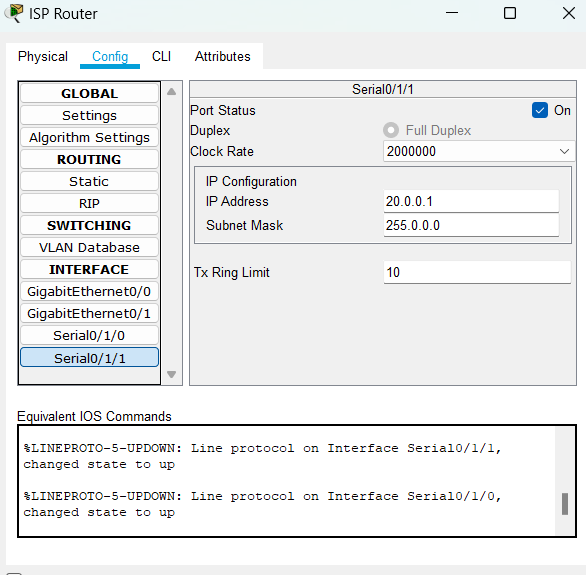 ISP Router
Physical Config CLI Attributes
GLOBAL
Settings
Algorithm Settings
ROUTING
Static
RIP
SWITCHING
VLAN Database
INTERFACE
GigabitEthernet0/0
GigabitEthernet0/1
Serial0/1/0
Serial0/1/1
Serial0/1/1
Port Status On
Duplex Full Duplex
Clock Rate 2000000
IP Configuration
IP Address 20.0.0.1
Subnet Mask 255.0.0.0
Tx Ring Limit 10
Equivalent IOS Commands
%LINEPROTO-5-UPDOWN: Line protocol on Interface Serial0/1/1,
changed state to up
%LINEPROTO-5-UPDOWN: Line protocol on Interface Serial0/1/0,
changed state to up